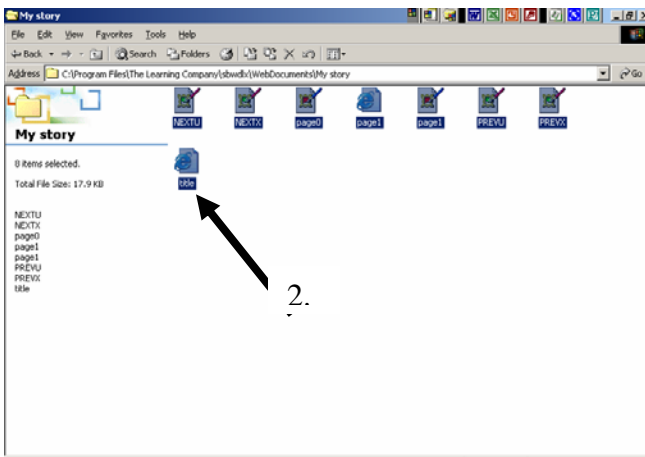 My story
File Edit View Favorites Tools Help
Back Search Folders
Address C:\Program Files\The Learning Company\sbwdlx\WebDocuments\My story Go
NEXTU NEXTX page0 page1 page1 PREVU PREVX
My story
8 items selected.
title
Total File Size: 17.9 KB
NEXTU
NEXTX
page0
page1
page1
PREVU
PREVX
title
2.